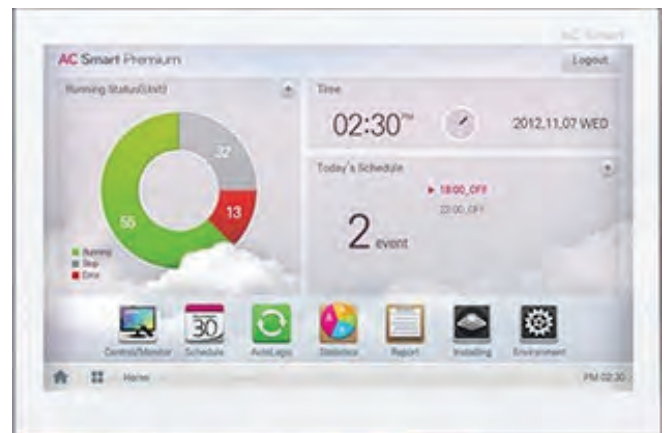 AC Smart
AC Smart Premium
Logout
Running Status(Unit)
Time
02:30PM
2012.11.07 WED
Today's Schedule
▶ 18:00_OFF
22:00_OFF
2 event
32
13
55
Running
Stop
Error
30
Control/Monitor
Schedule
AutoLogic
Statistics
Report
Installing
Environment
Home
PM 02:30